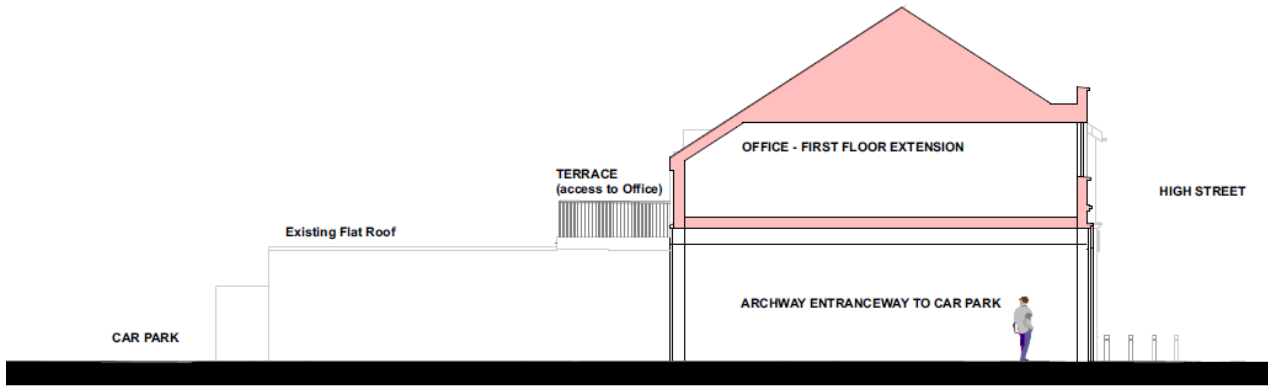 OFFICE - FIRST FLOOR EXTENSION
TERRACE
(access to Office)
HIGH STREET
Existing Flat Roof
ARCHWAY ENTRANCEWAY TO CAR PARK
CAR PARK